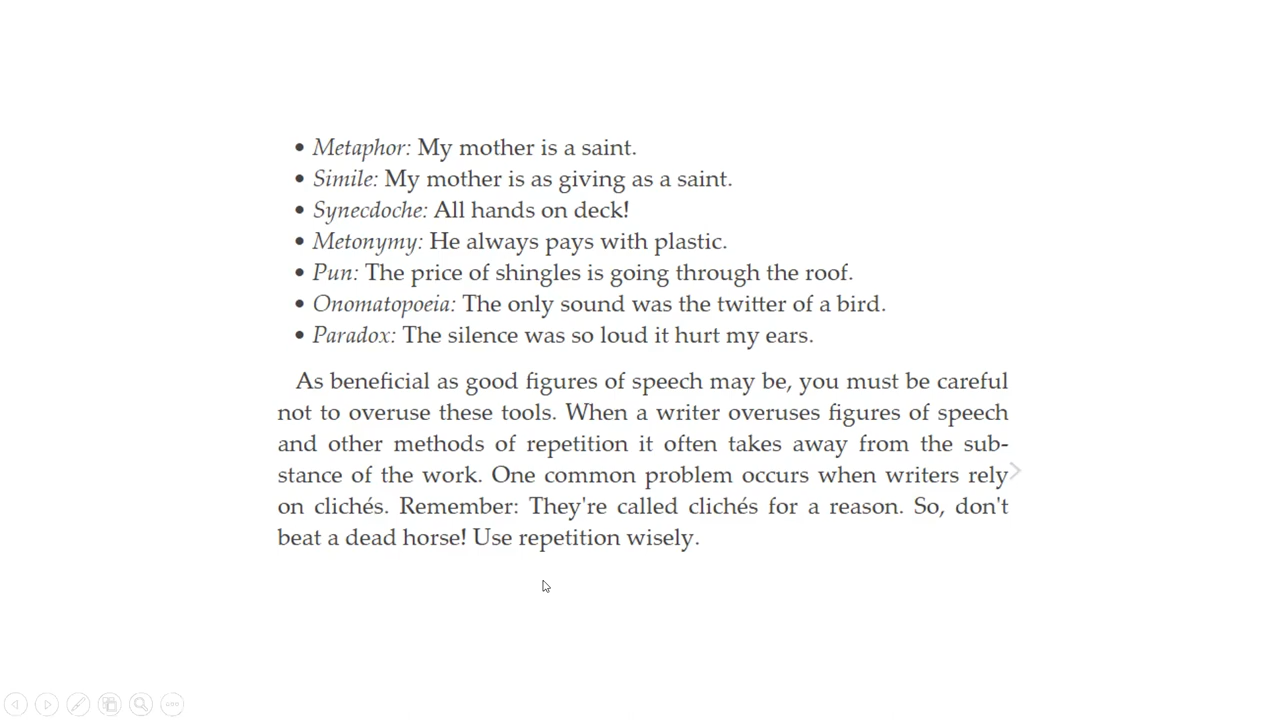 • Metaphor: My mother is a saint.
• Simile: My mother is as giving as a saint.
• Synecdoche: All hands on deck!
• Metonymy: He always pays with plastic.
• Pun: The price of shingles is going through the roof.
• Onomatopoeia: The only sound was the twitter of a bird.
• Paradox: The silence was so loud it hurt my ears.
As beneficial as good figures of speech may be, you must be careful
not to overuse these tools. When a writer overuses figures of speech
and other methods of repetition it often takes away from the sub-
stance of the work. One common problem occurs when writers rely
on clichés. Remember: They're called clichés for a reason. So, don't
beat a dead horse! Use repetition wisely.